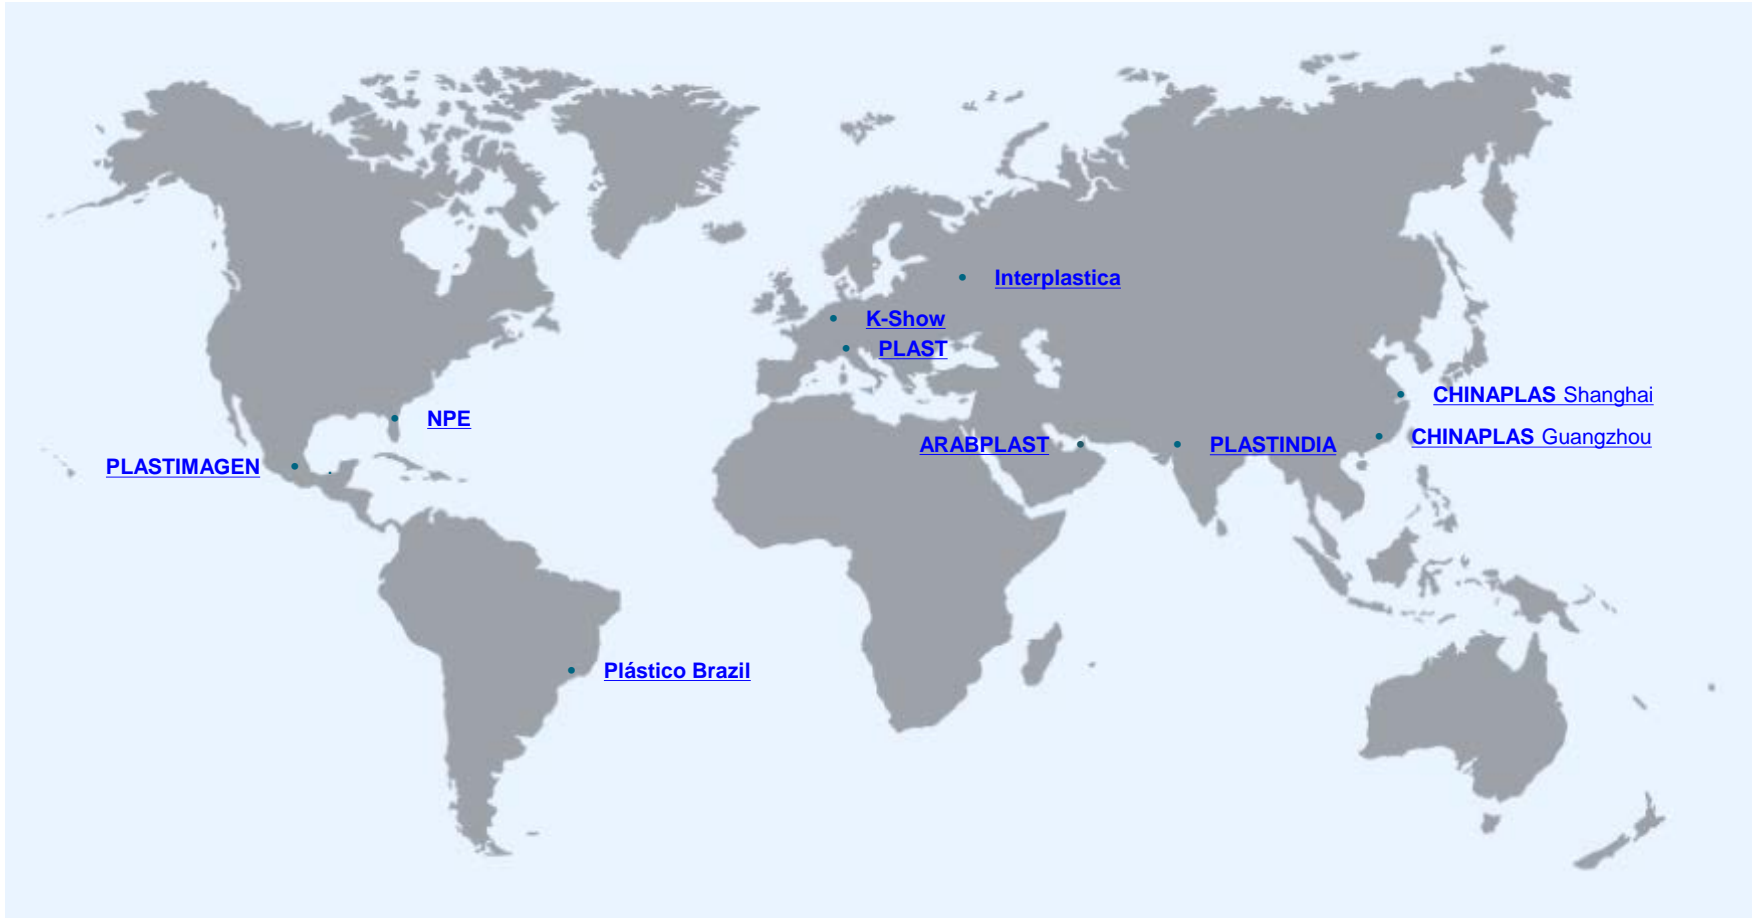 Interplastica
K-Show
PLAST
CHINAPLAS Shanghai
NPE
CHINAPLAS Guangzhou
ARABPLAST
PLASTINDIA
PLASTIMAGEN
Plástico Brazil